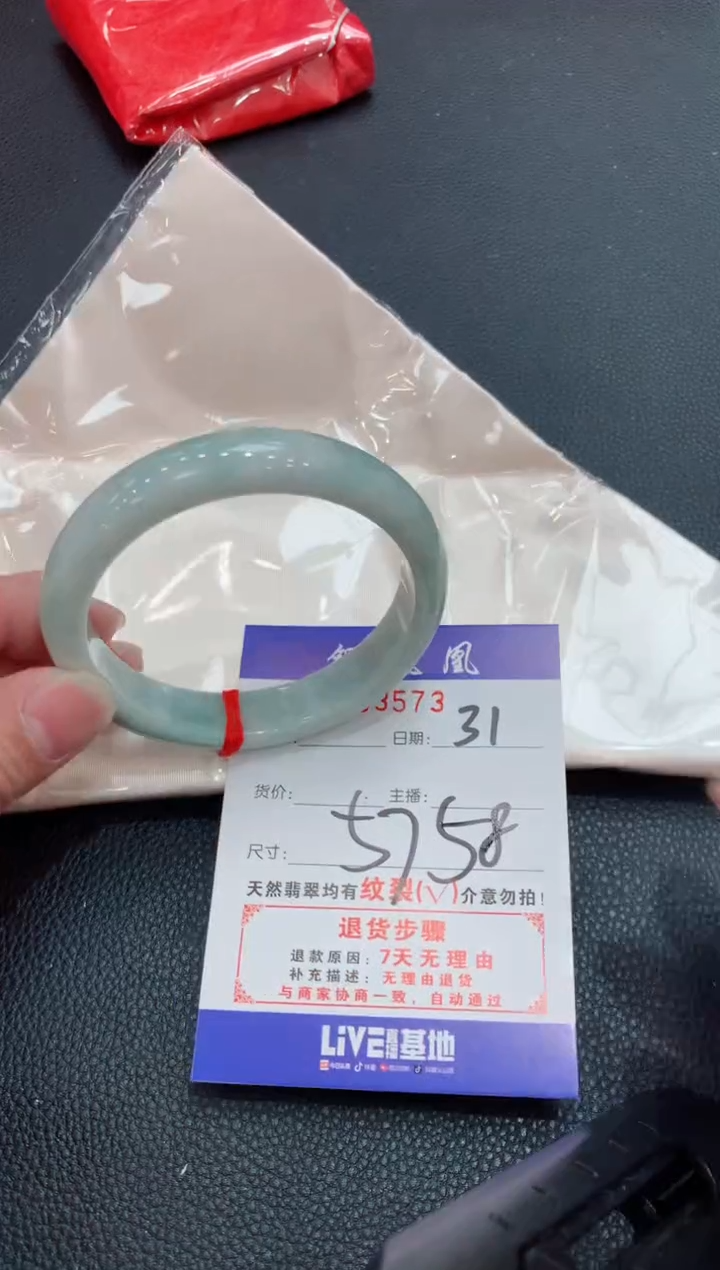 凰
3573
日期: 31
货价: 主播:
尺寸: 5758
天然翡翠均有纹裂(√)介意勿拍!
退货步骤
退款原因: 7天无理由
补充描述: 无理由退货
与商家协商一致，自动通过
LiVE直播基地